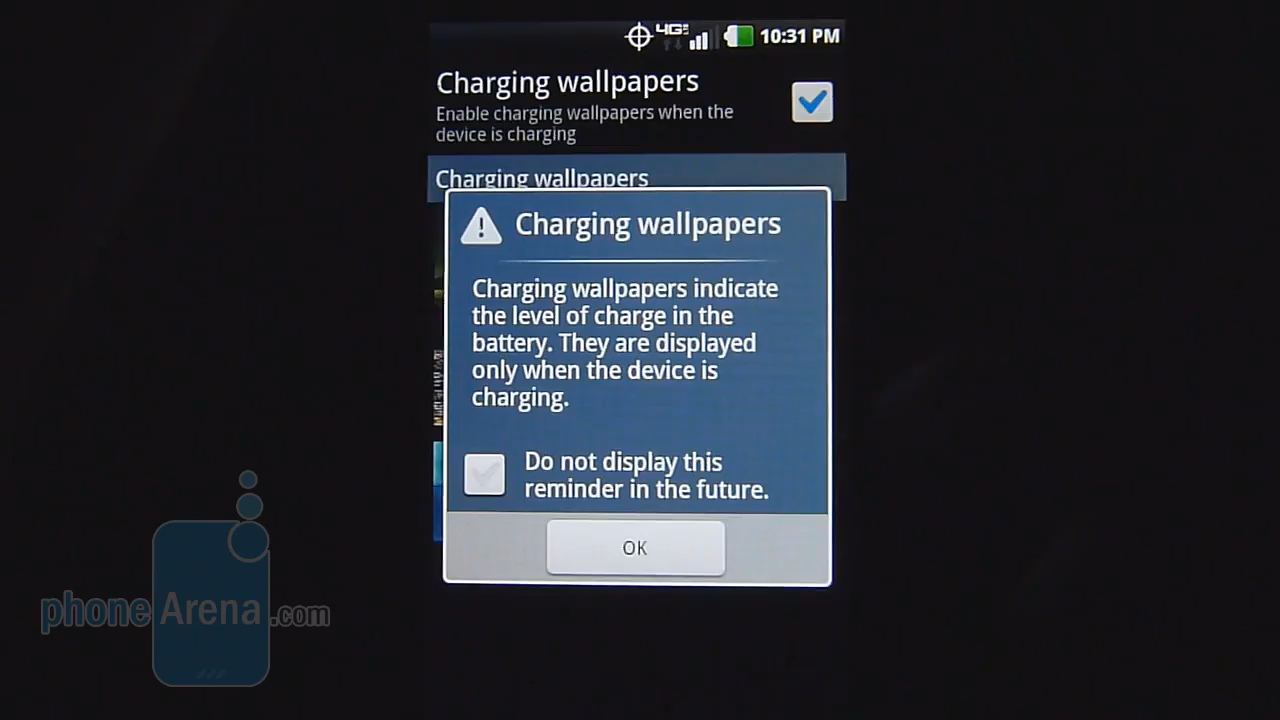 4G 10:31 PM
Charging wallpapers
Enable charging wallpapers when the
device is charging
Charging wallpapers
Charging wallpapers
Charging wallpapers indicate
the level of charge in the
battery. They are displayed
only when the device is
charging.
Do not display this
reminder in the future.
OK
phoneArena.com